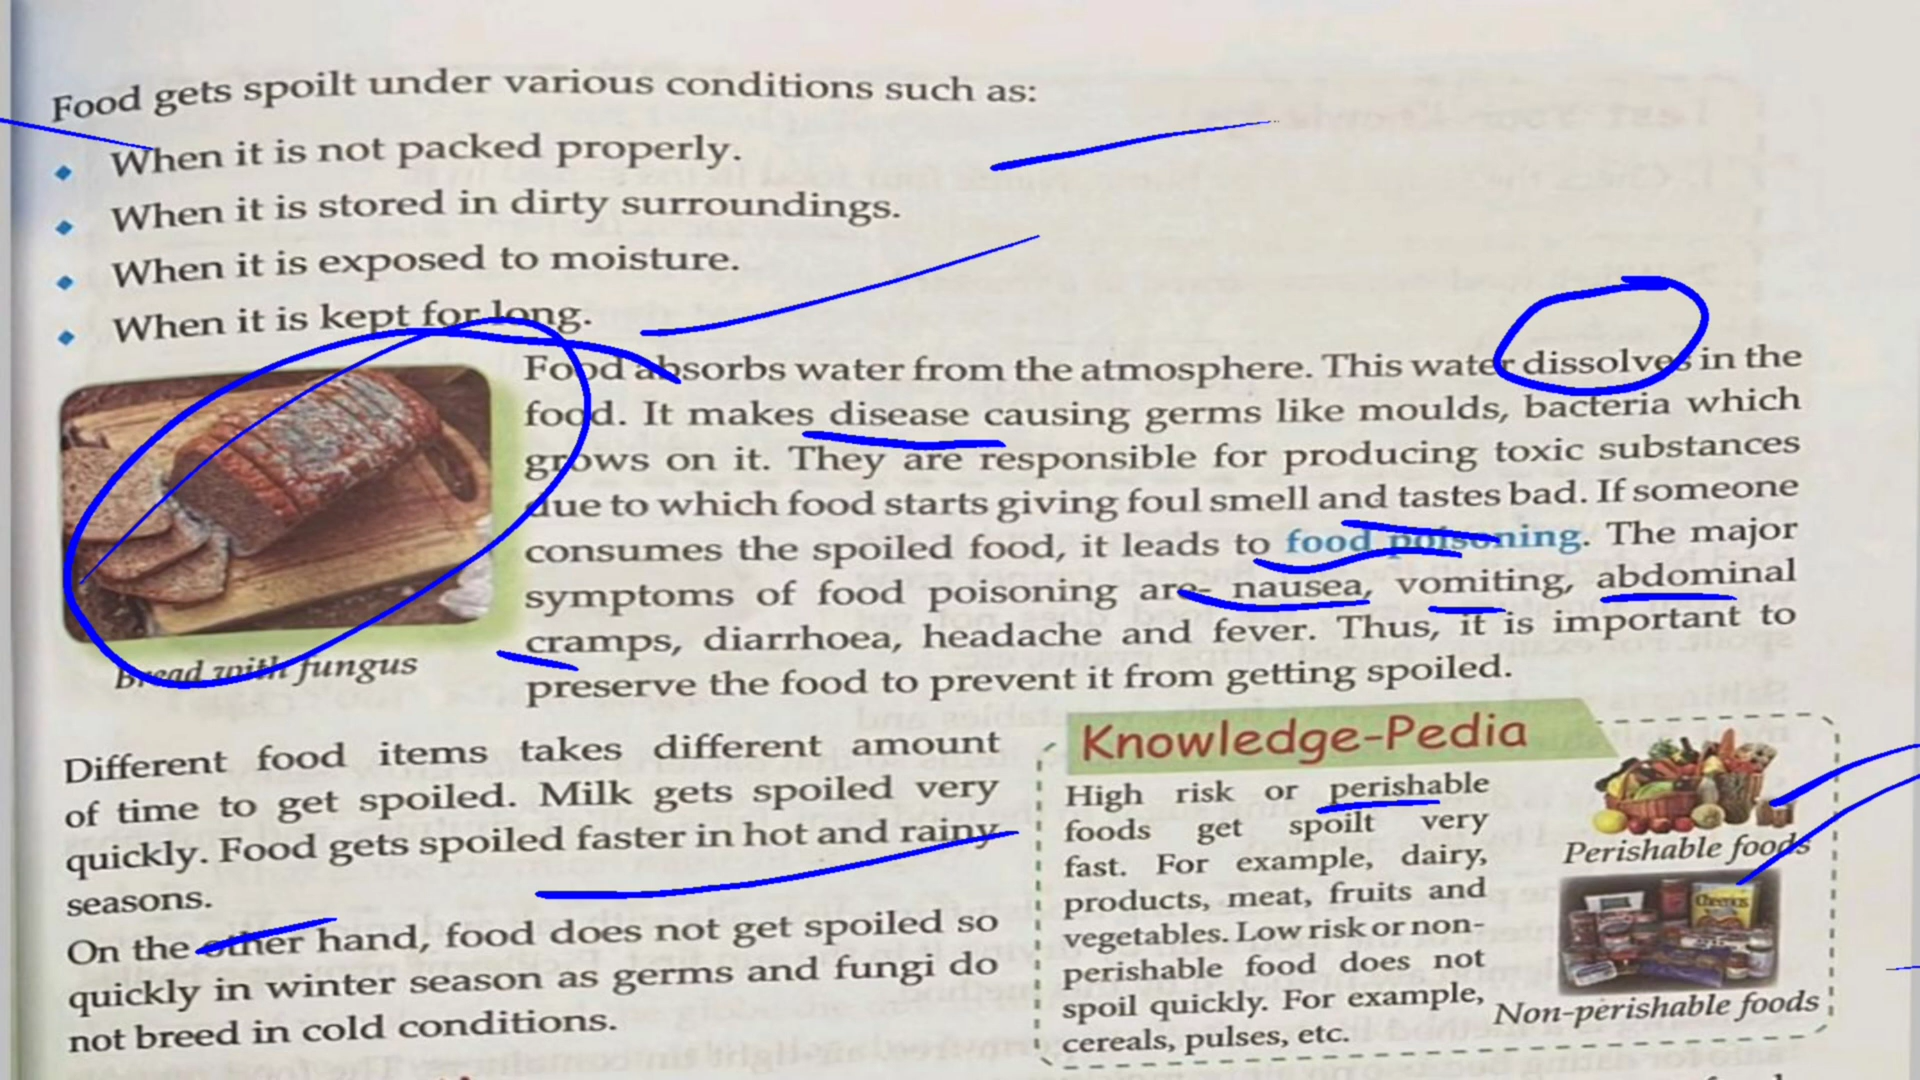 Food gets spoilt under various conditions such as:
When it is not packed properly.
When it is stored in dirty surroundings.
When it is exposed to moisture.
When it is kept for long.
Food absorbs water from the atmosphere. This water dissolves in the
food. It makes disease causing germs like moulds, bacteria which
grows on it. They are responsible for producing toxic substances
due to which food starts giving foul smell and tastes bad. If someone
consumes the spoiled food, it leads to food poisoning. The major
symptoms of food poisoning are- nausea, vomiting, abdominal
cramps, diarrhoea, headache and fever. Thus, it is important to
preserve the food to prevent it from getting spoiled.
Bread with fungus
Different food items takes different amount
of time to get spoiled. Milk gets spoiled very
quickly. Food gets spoiled faster in hot and rainy
seasons.
On the other hand, food does not get spoiled so
quickly in winter season as germs and fungi do
not breed in cold conditions.
Knowledge-Pedia
High risk or perishable
foods get spoilt very
fast. For example, dairy,
products, meat, fruits and
vegetables. Low risk or non-
perishable food does not
spoil quickly. For example,
cereals, pulses, etc.
Perishable foods
Cheerios
Non-perishable foods